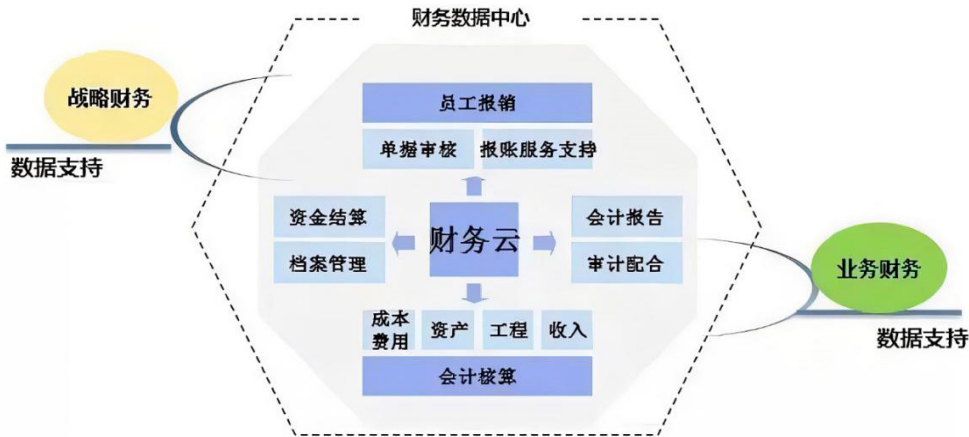 财务数据中心
战略财务
数据支持
员工报销
单据审核
报账服务支持
资金结算
档案管理
财务云
会计报告
审计配合
业务财务
数据支持
成本
费用
资产
工程
收入
会计核算